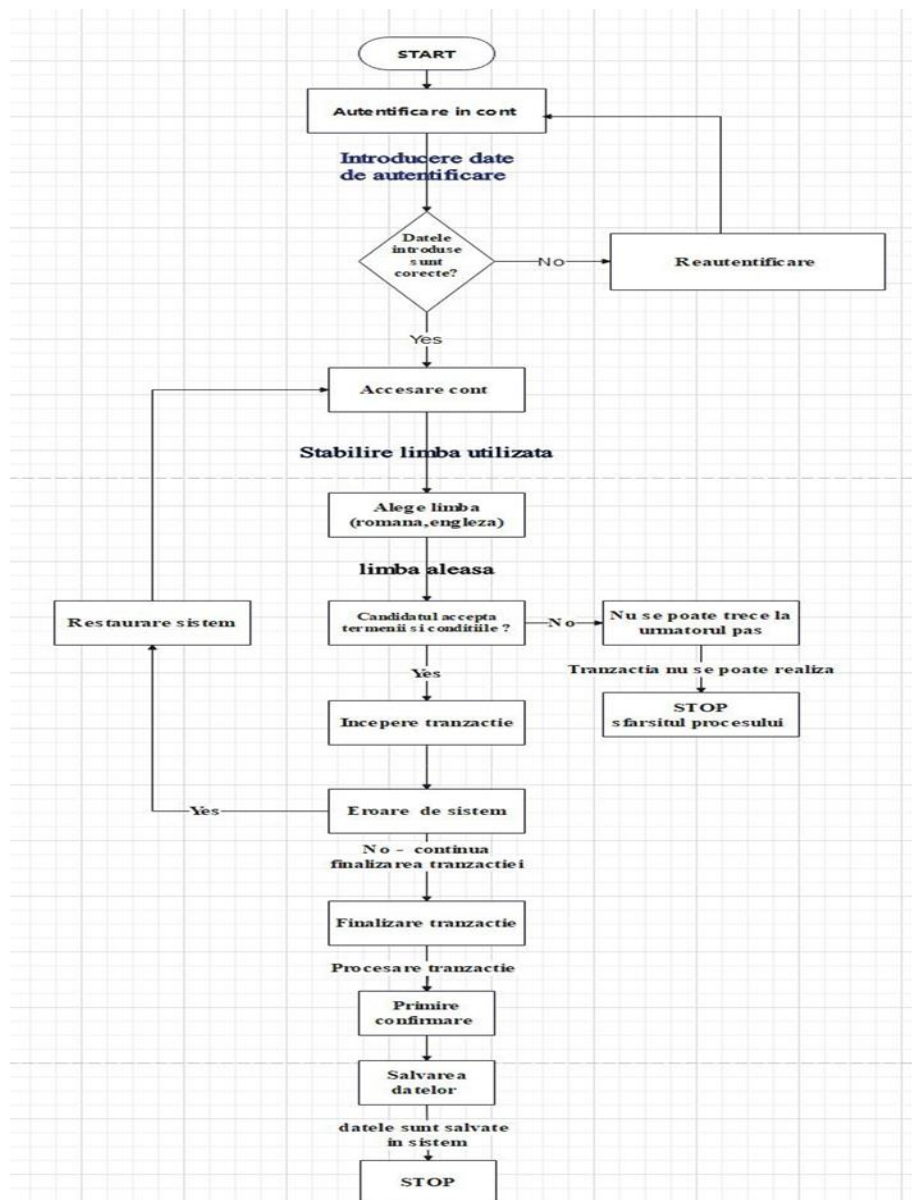 START
Autentificare in cont
Introducere date
de autentificare
Datele
introduse
sunt
corecte?
No
Reautentificare
Yes
Accesare cont
Stabilire limba utilizata
Alege limba
(romana,engleza)
limba aleasa
Restaurare sistem
Candidatul accepta
termenii si conditiile ?
No
Nu se poate trece la
urmatorul pas
Yes
Tranzactia nu se poate realiza
STOP
sfarsitul procesului
Incepere tranzactie
Yes
Eroare de sistem
No - continua
finalizarea tranzactiei
Finalizare tranzactie
Procesare tranzactie
Primire
confirmare
Salvarea
datelor
datele sunt salvate
in sistem
STOP